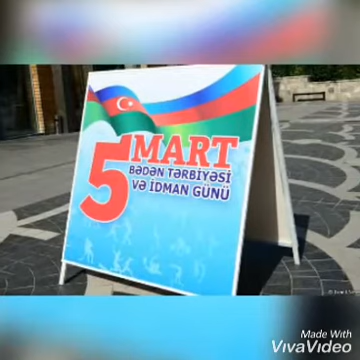 5 MART
BƏDƏN TƏRBİYƏSİ
VƏ İDMAN GÜNÜ
Made With
VivaVideo